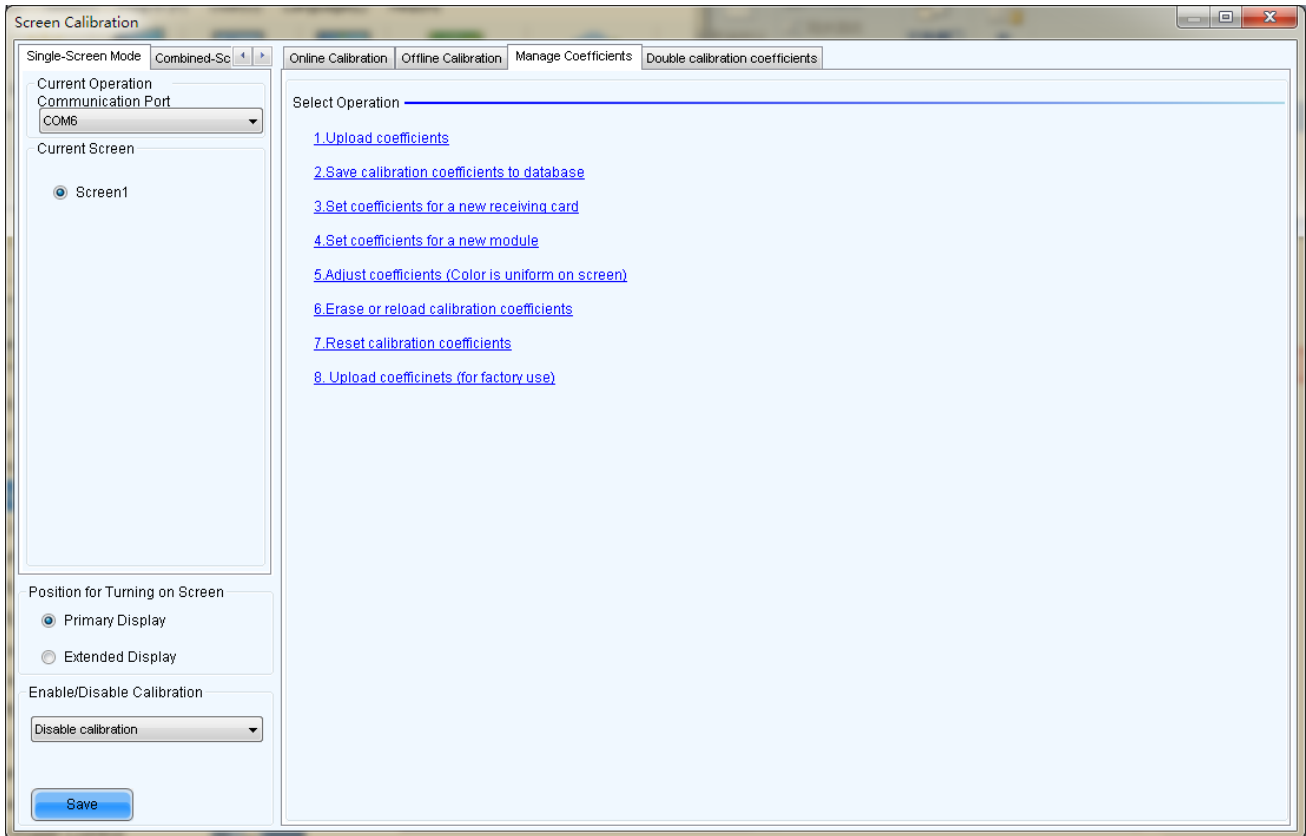 Screen Calibration
Single-Screen Mode
Combined-Sc
Current Operation
Communication Port
COM6
Current Screen
Screen1
Position for Turning on Screen
Primary Display
Extended Display
Enable/Disable Calibration
Disable calibration
Save
Online Calibration
Offline Calibration
Manage Coefficients
Double calibration coefficients
Select Operation
1.Upload coefficients
2.Save calibration coefficients to database
3.Set coefficients for a new receiving card
4.Set coefficients for a new module
5.Adjust coefficients (Color is uniform on screen)
6.Erase or reload calibration coefficients
7.Reset calibration coefficients
8. Upload coefficinets (for factory use)